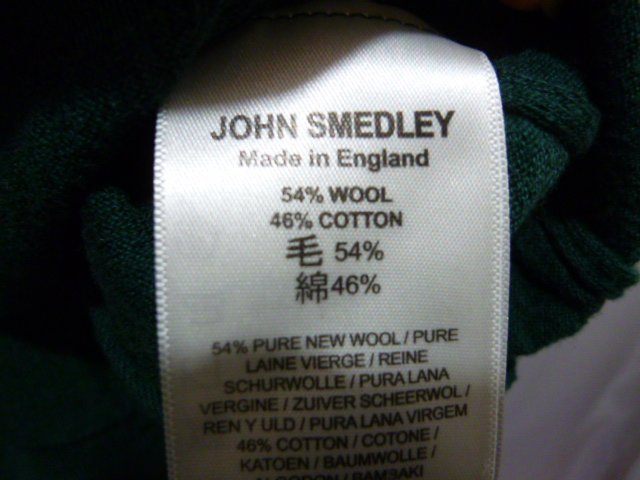 JOHN SMEDLEY
Made in England
54% WOOL
46% COTTON
毛 54%
綿46%
54% PURE NEW WOOL / PURE
LAINE VIERGE / REINE
SCHURWOLLE / PURA LANA
VERGINE / ZUIVER SCHEERWOL /
REN Y ULD / PURA LANA VIRGEM
46% COTTON / COTONE /
KATOEN / BAUMWOLLE /
ALGODON / BAMBAKI